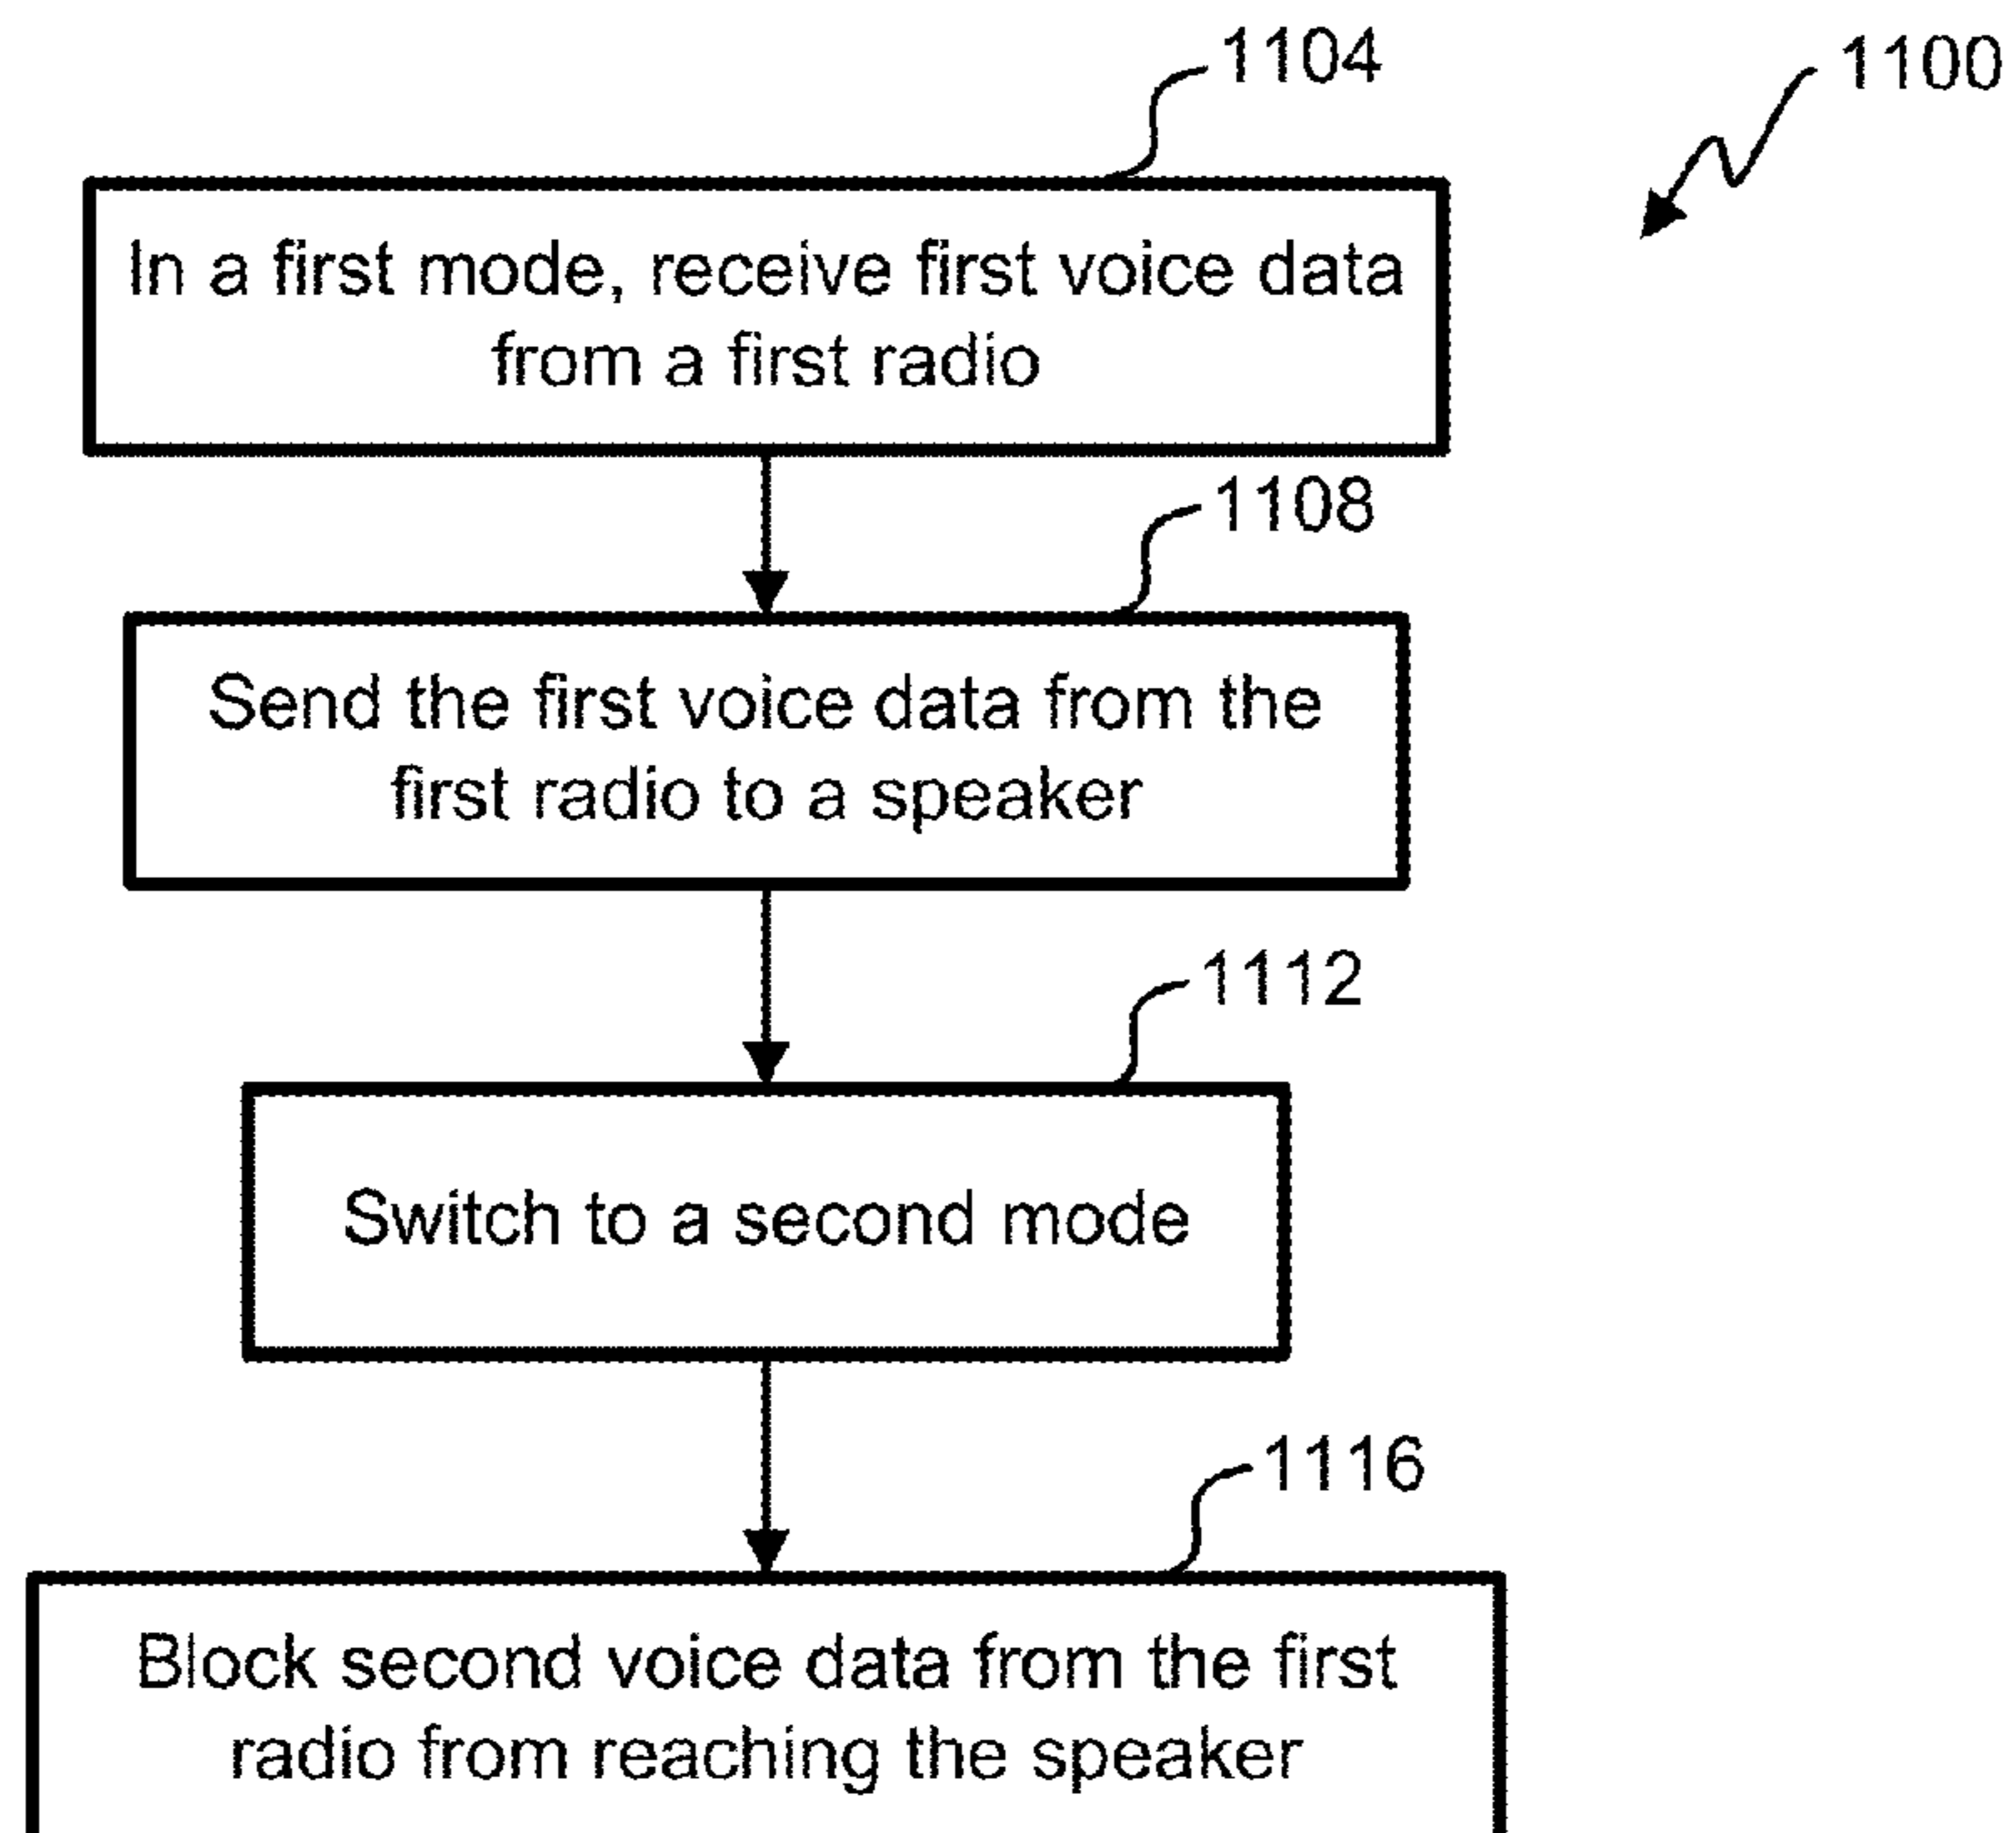 1104
1100
In a first mode, receive first voice data
from a first radio
1108
Send the first voice data from the
first radio to a speaker
1112
Switch to a second mode
1116
Block second voice data from the first
radio from reaching the speaker